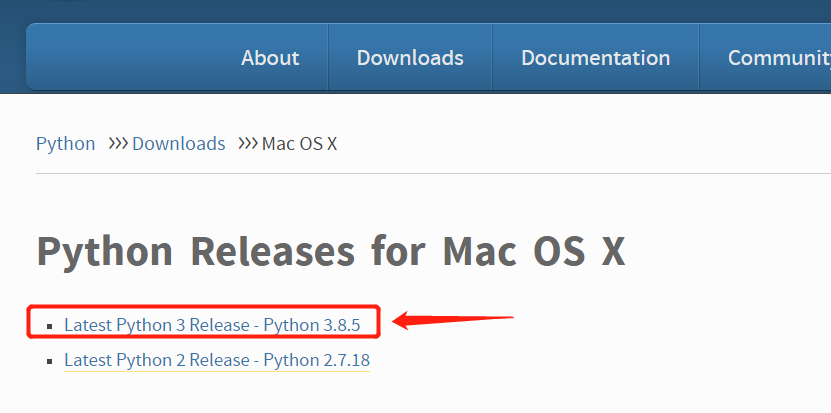 About Downloads Documentation Community
Python >>> Downloads >>> Mac OS X
Python Releases for Mac OS X
Latest Python 3 Release - Python 3.8.5
Latest Python 2 Release - Python 2.7.18